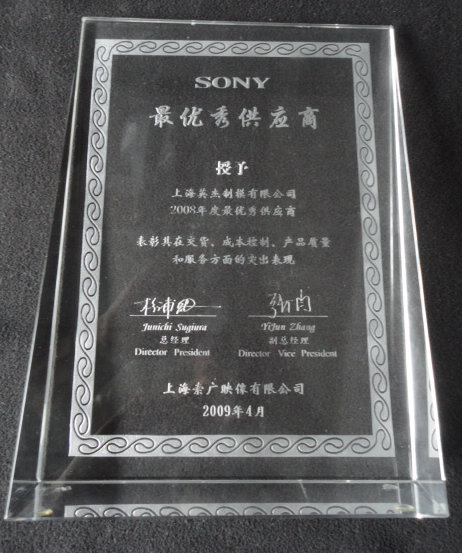 SONY
最优秀供应商
授予
上海英杰制模有限公司
2008年度最优秀供应商
表彰其在交货、成本控制、产品质量
和服务方面的突出表现
Junichi Sugiura
总经理
Director President
YiJun Zhang
副总经理
Director Vice President
上海索广映像有限公司
2009年4月